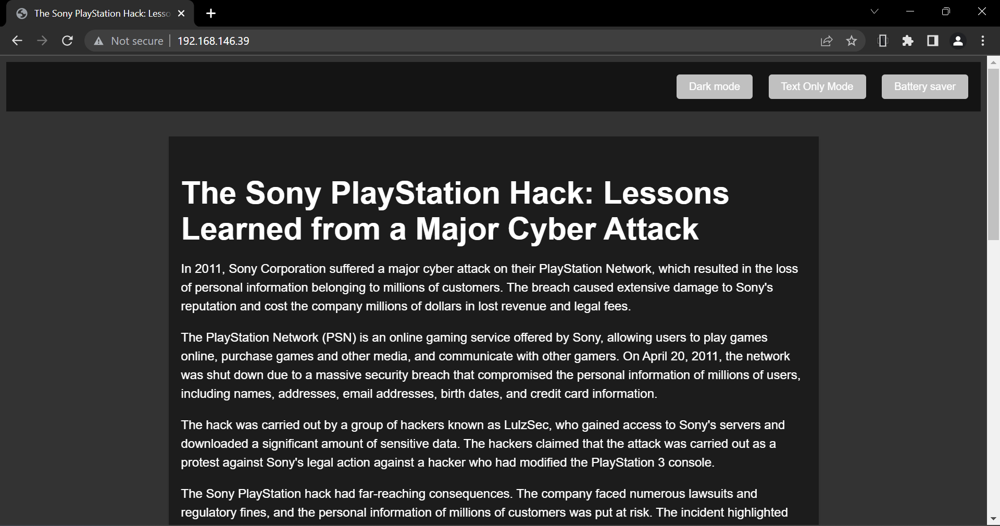 The Sony PlayStation Hack: Lesso
Not secure
192.168.146.39
Dark mode
Text Only Mode
Battery saver
The Sony PlayStation Hack: Lessons
Learned from a Major Cyber Attack
In 2011, Sony Corporation suffered a major cyber attack on their PlayStation Network, which resulted in the loss
of personal information belonging to millions of customers. The breach caused extensive damage to Sony's
reputation and cost the company millions of dollars in lost revenue and legal fees.
The PlayStation Network (PSN) is an online gaming service offered by Sony, allowing users to play games
online, purchase games and other media, and communicate with other gamers. On April 20, 2011, the network
was shut down due to a massive security breach that compromised the personal information of millions of users,
including names, addresses, email addresses, birth dates, and credit card information.
The hack was carried out by a group of hackers known as LulzSec, who gained access to Sony's servers and
downloaded a significant amount of sensitive data. The hackers claimed that the attack was carried out as a
protest against Sony's legal action against a hacker who had modified the PlayStation 3 console.
The Sony PlayStation hack had far-reaching consequences. The company faced numerous lawsuits and
regulatory fines, and the personal information of millions of customers was put at risk. The incident highlighted